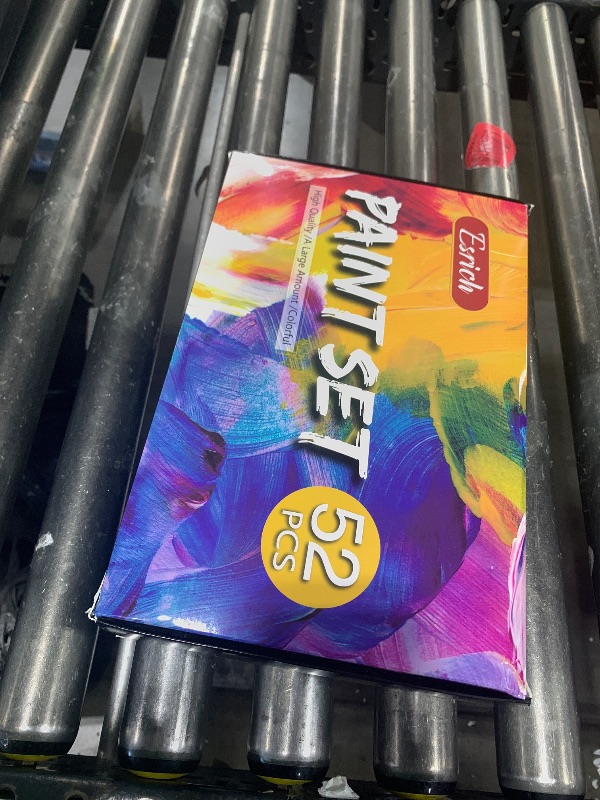 Esrich
PAINT SET
High Quality /A Large Amount /Colorful
52
PCS